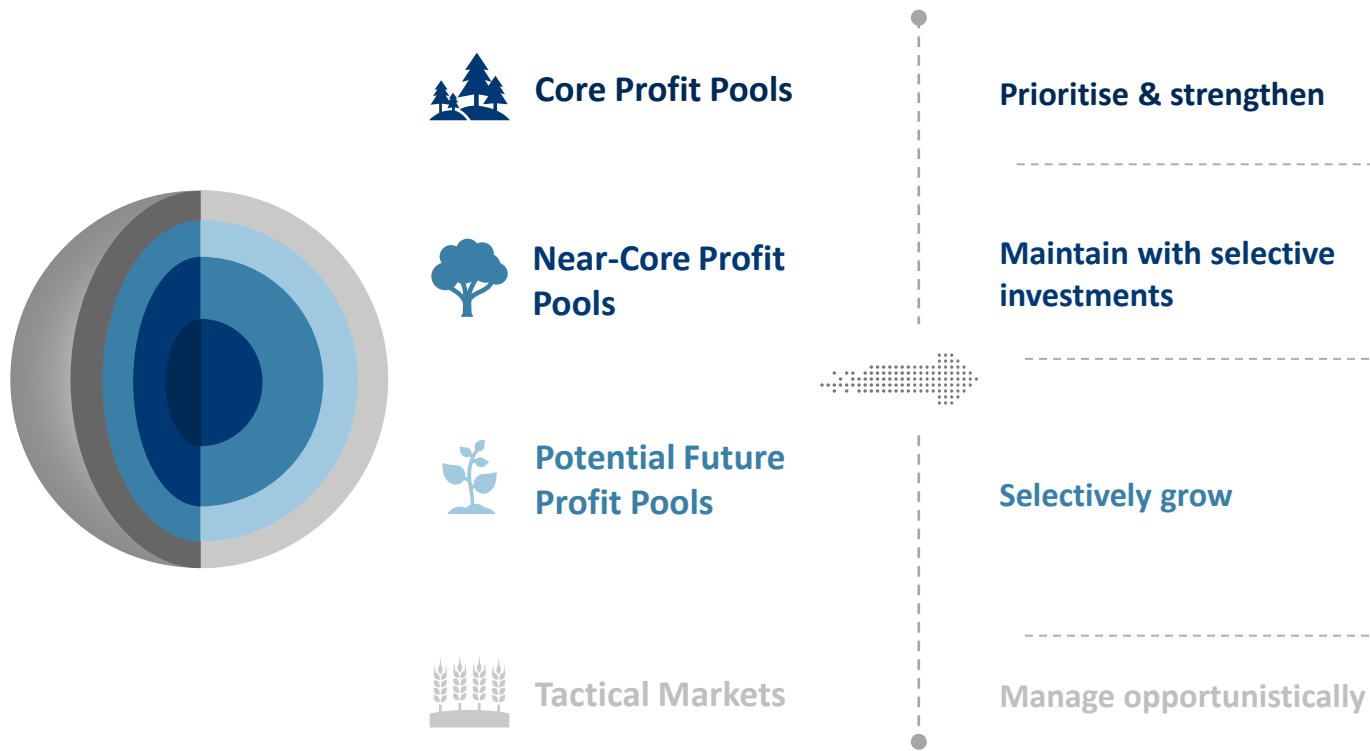 Core Profit Pools
Prioritise & strengthen
Near-Core Profit
Pools
Maintain with selective
investments
Potential Future
Profit Pools
Selectively grow
Tactical Markets
Manage opportunistically